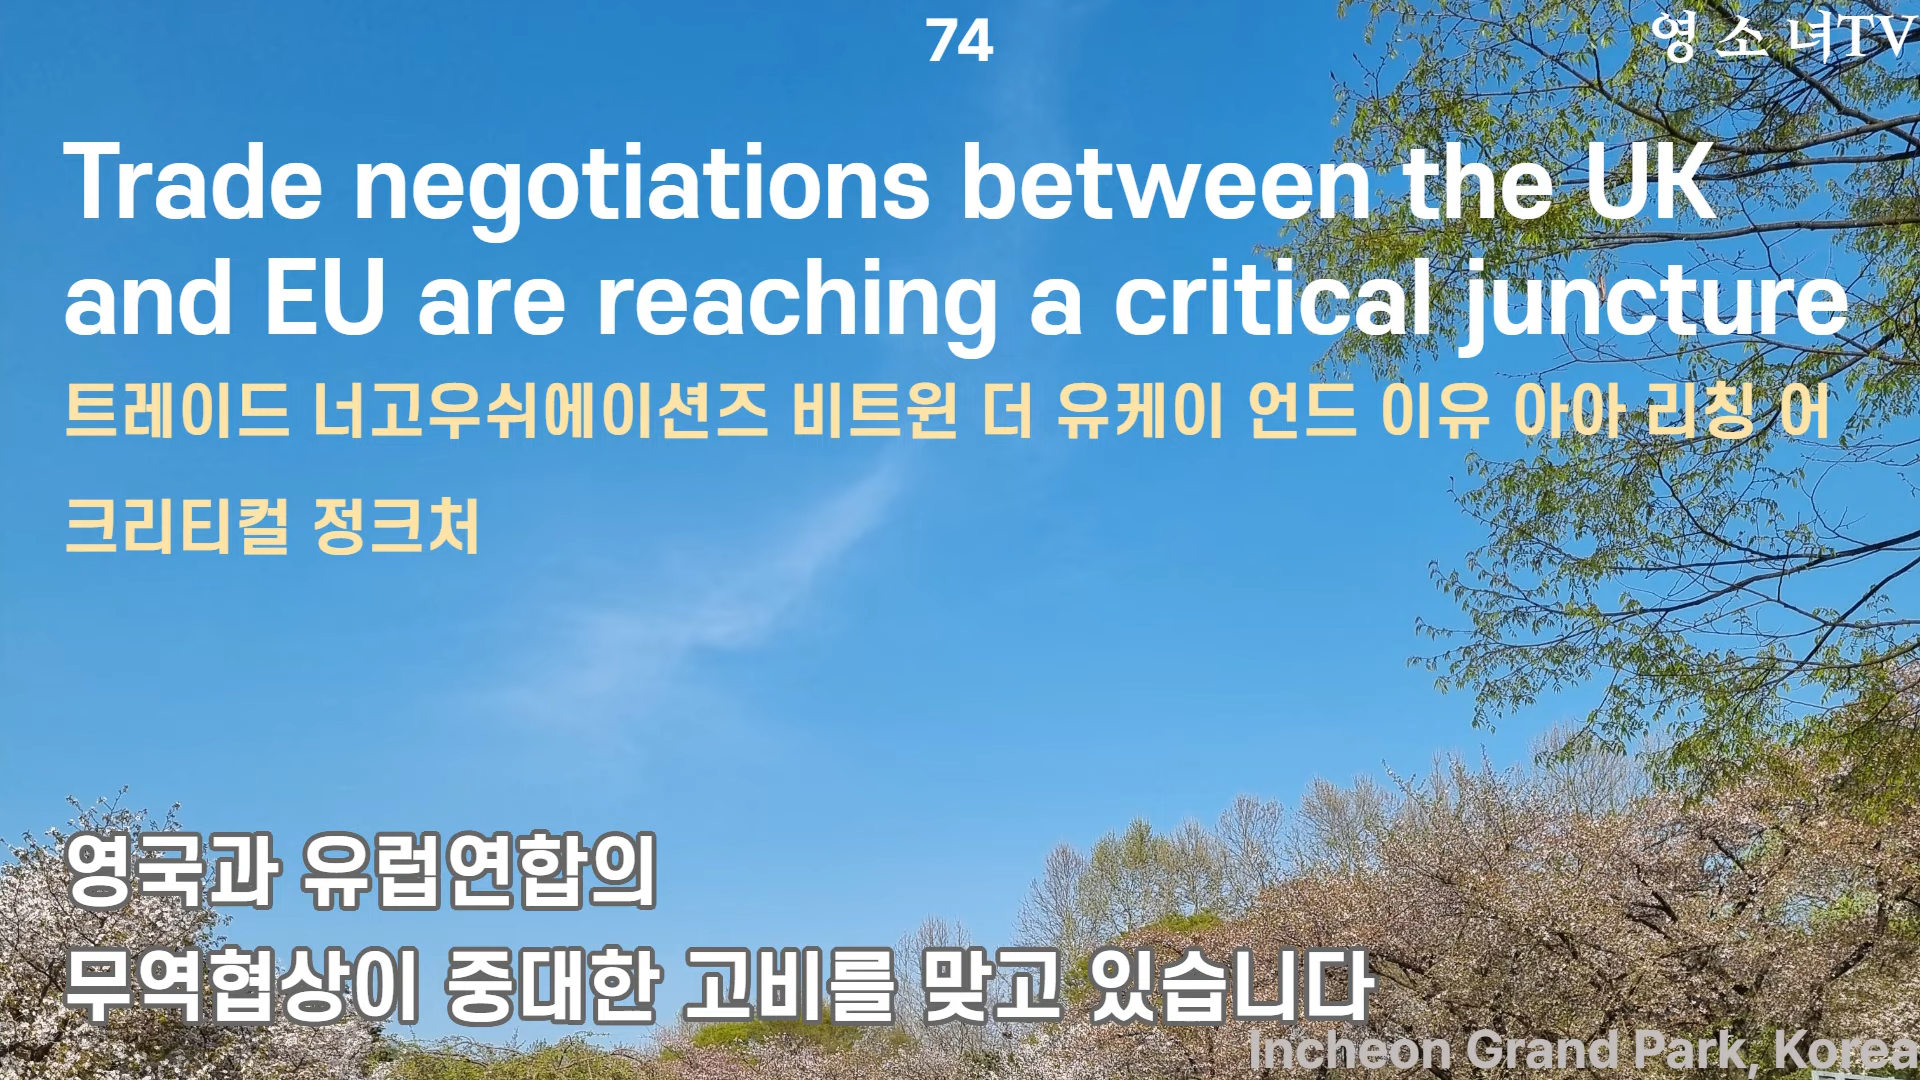 74
영소녀TV
Trade negotiations between the UK
and EU are reaching a critical juncture
트레이드 너고우쉬에이션즈 비트윈 더 유케이 언드 이유 아아 리칭 어
크리티컬 정크처
영국과 유럽연합의
무역협상이 중대한 고비를 맞고 있습니다
Incheon Grand Park, Korea